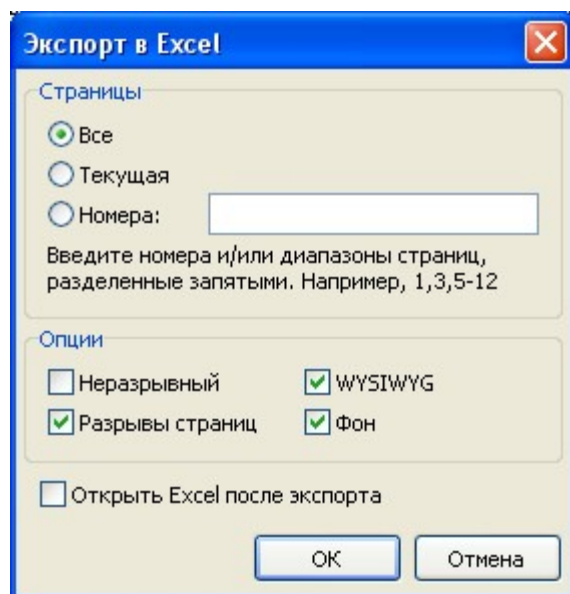 Экспорт в Excel
Страницы
Все
Текущая
Номера:
Введите номера и/или диапазоны страниц,
разделенные запятыми. Например, 1,3,5-12
Опции
Неразрывный WYSIWYG
Разрывы страниц Фон
Открыть Excel после экспорта
ОК Отмена